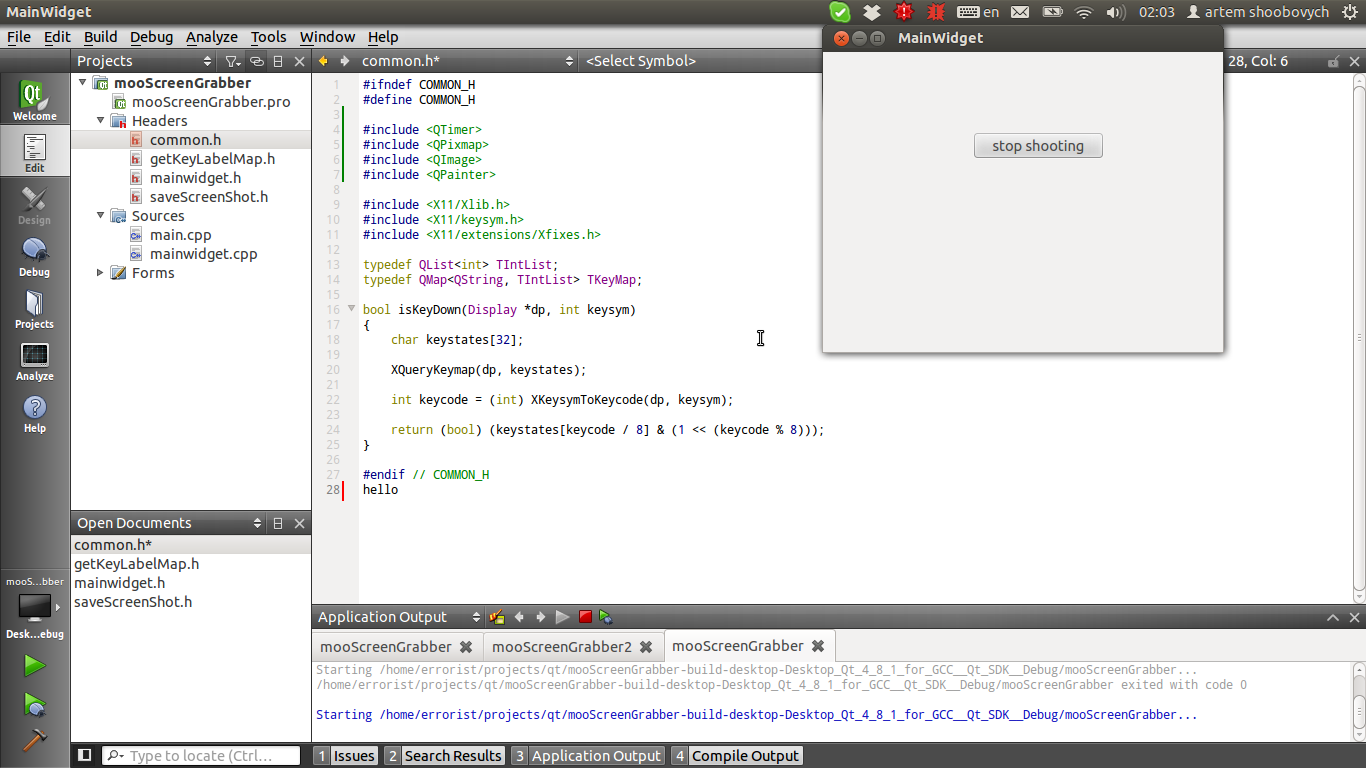 MainWidget
en
02:03
artem shoobovych
File Edit Build Debug Analyze Tools Window Help
MainWidget
stop shooting
Projects
common.h*
<Select Symbol>
28, Col: 6
Qt
Welcome
Edit
Design
Debug
Projects
Analyze
Help
mooS...bber
Desk...ebug
mooScreenGrabber
mooScreenGrabber.pro
Headers
common.h
getKeyLabelMap.h
mainwidget.h
saveScreenShot.h
Sources
main.cpp
mainwidget.cpp
Forms
Open Documents
common.h*
getKeyLabelMap.h
mainwidget.h
saveScreenShot.h
1 #ifndef COMMON_H
2 #define COMMON_H
3
4 #include <QTimer>
5 #include <QPixmap>
6 #include <QImage>
7 #include <QPainter>
8
9 #include <X11/Xlib.h>
10 #include <X11/keysym.h>
11 #include <X11/extensions/Xfixes.h>
12
13 typedef QList<int> TIntList;
14 typedef QMap<QString, TIntList> TKeyMap;
15
16 bool isKeyDown(Display *dp, int keysym)
17 {
18 char keystates[32];
19
20 XQueryKeymap(dp, keystates);
21
22 int keycode = (int) XKeysymToKeycode(dp, keysym);
23
24 return (bool) (keystates[keycode / 8] & (1 << (keycode % 8)));
25 }
26
27 #endif // COMMON_H
28 hello
Application Output
mooScreenGrabber
mooScreenGrabber2
mooScreenGrabber
Starting /home/errorist/projects/qt/mooScreenGrabber-build-desktop-Desktop_Qt_4_8_1_for_GCC__Qt_SDK__Debug/mooScreenGrabber...
/home/errorist/projects/qt/mooScreenGrabber-build-desktop-Desktop_Qt_4_8_1_for_GCC__Qt_SDK__Debug/mooScreenGrabber exited with code 0
Starting /home/errorist/projects/qt/mooScreenGrabber-build-desktop-Desktop_Qt_4_8_1_for_GCC__Qt_SDK__Debug/mooScreenGrabber...
Type to locate (Ctrl...
1 Issues 2 Search Results 3 Application Output 4 Compile Output